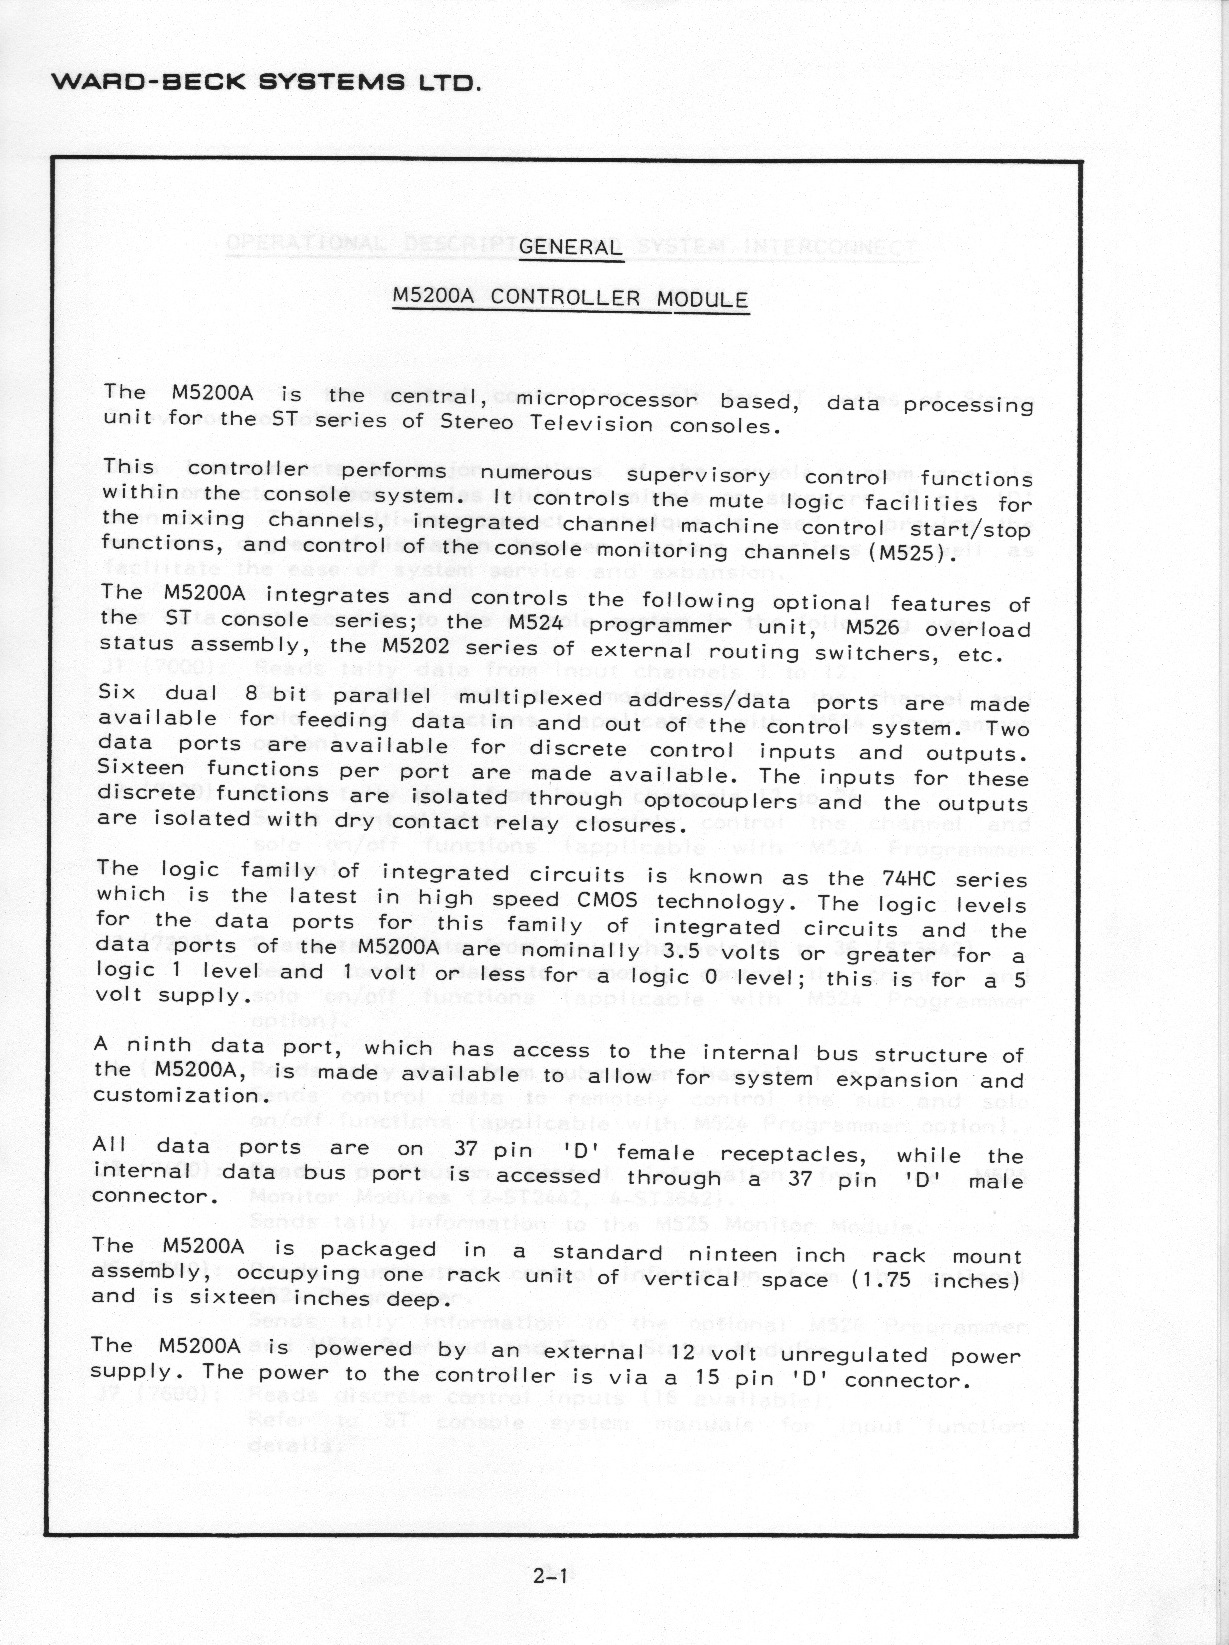 WARD-BECK SYSTEMS LTD.
GENERAL
M5200A CONTROLLER MODULE
The M5200A is the central, microprocessor based, data processing
unit for the ST series of Stereo Television consoles.
This controller performs numerous supervisory control functions
within the console system. It controls the mute logic facilities for
the mixing channels, integrated channel machine control start/stop
functions, and control of the console monitoring channels (M525).
The M5200A integrates and controls the following optional features of
the ST console series; the M524 programmer unit, M526 overload
status assembly, the M5202 series of external routing switchers, etc.
Six dual 8 bit parallel multiplexed address/data ports are made
available for feeding data in and out of the control system. Two
data ports are available for discrete control inputs and outputs.
Sixteen functions per port are made available. The inputs for these
discrete functions are isolated through optocouplers and the outputs
are isolated with dry contact relay closures.
The logic family of integrated circuits is known as the 74HC series
which is the latest in high speed CMOS technology. The logic levels
for the data ports for this family of integrated circuits and the
data ports of the M5200A are nominally 3.5 volts or greater for a
logic 1 level and 1 volt or less for a logic 0 level; this is for a 5
volt supply.
A ninth data port, which has access to the internal bus structure of
the M5200A, is made available to allow for system expansion and
customization.
All data ports are on 37 pin 'D' female receptacles, while the
internal data bus port is accessed through a 37 pin 'D' male
connector.
The M5200A is packaged in a standard ninteen inch rack mount
assembly, occupying one rack unit of vertical space (1.75 inches)
and is sixteen inches deep.
The M5200A is powered by an external 12 volt unregulated power
supply. The power to the controller is via a 15 pin 'D' connector.
2-1